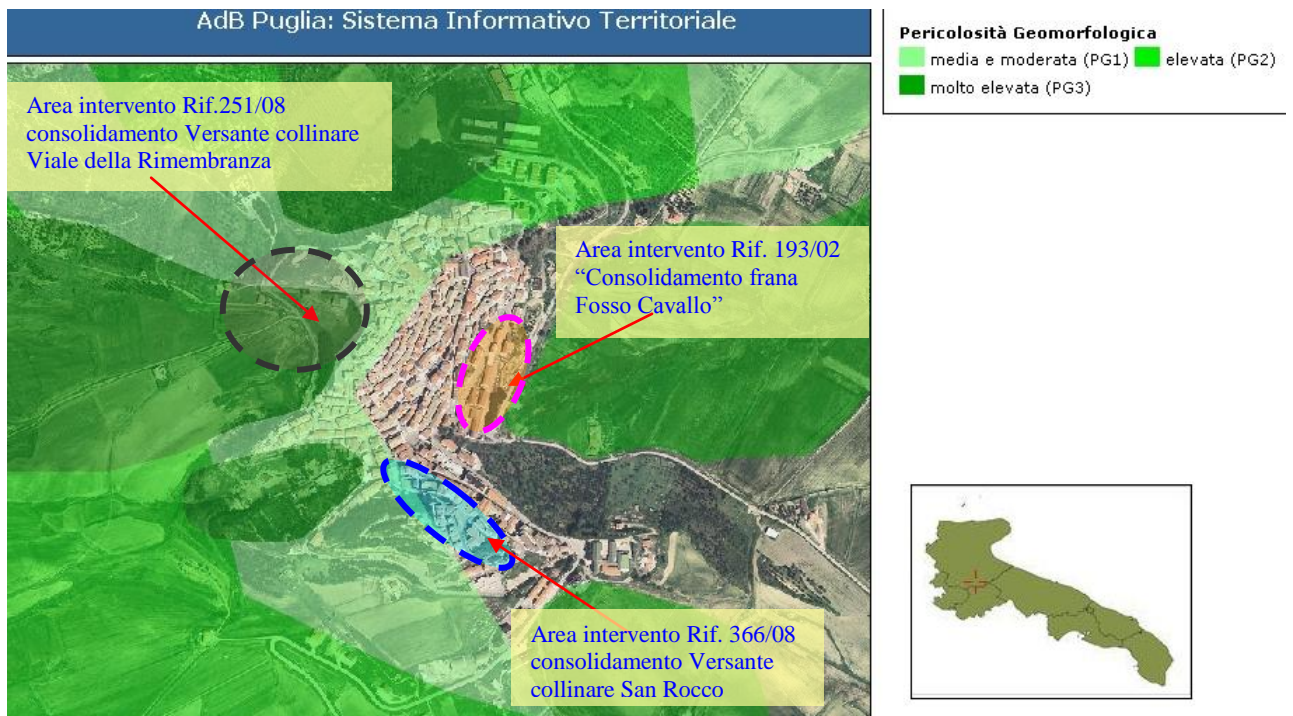 AdB Puglia: Sistema Informativo Territoriale
Pericolosità Geomorfologica
media e moderata (PG1) elevata (PG2)
molto elevata (PG3)
Area intervento Rif.251/08
consolidamento Versante collinare
Viale della Rimembranza
Area intervento Rif. 193/02
“Consolidamento frana
Fosso Cavallo”
Area intervento Rif. 366/08
consolidamento Versante
collinare San Rocco